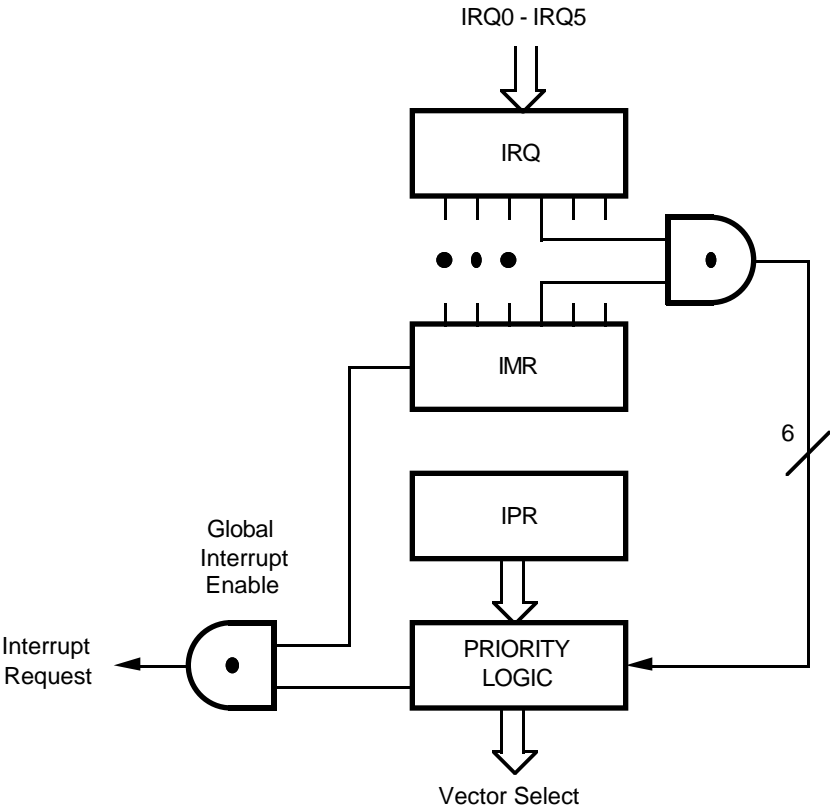 IRQ0 - IRQ5
IRQ
IMR
6
IPR
Global
Interrupt
Enable
Interrupt
Request
PRIORITY
LOGIC
Vector Select